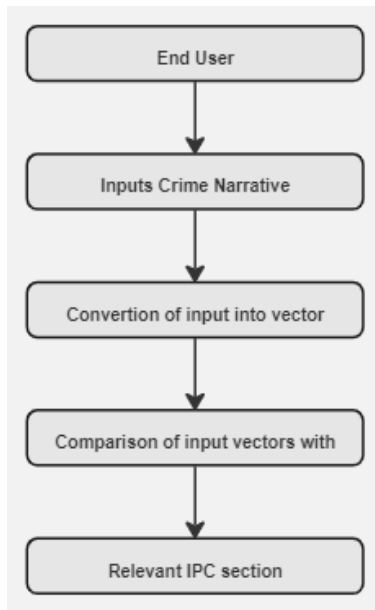 End User
Inputs Crime Narrative
Convertion of input into vector
Comparison of input vectors with
Relevant IPC section